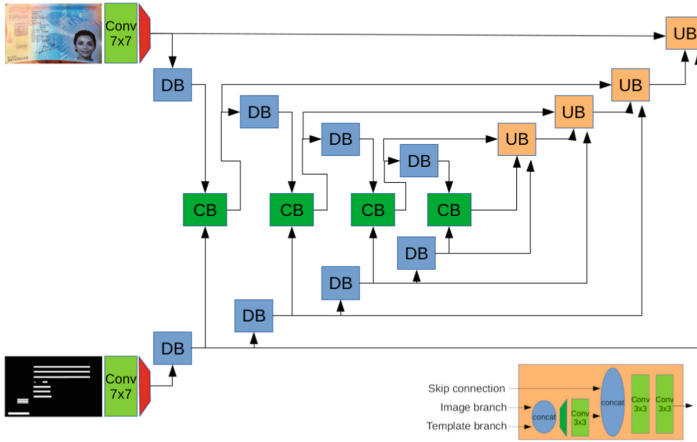 Conv
7x7
UB
DB
UB
DB
UB
DB
UB
DB
CB
CB
CB
CB
DB
DB
DB
DB
Conv
7x7
Skip connection
Image branch
Template branch
concat
Conv
3x3
concat
Conv
3x3
Conv
3x3